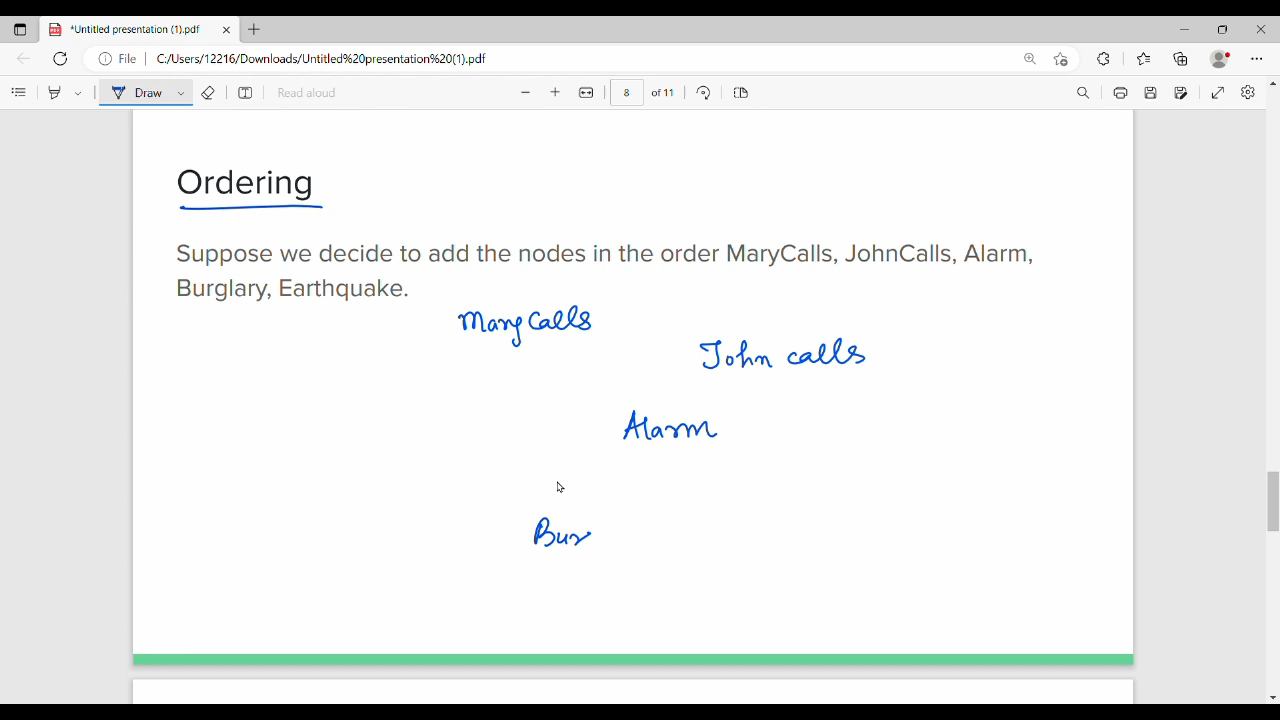 *Untitled presentation (1).pdf
File C:/Users/12216/Downloads/Untitled%20presentation%20(1).pdf
Draw Read aloud 8 of 11
Ordering
Suppose we decide to add the nodes in the order MaryCalls, JohnCalls, Alarm,
Burglary, Earthquake.
Mary Calls
John calls
Alarm
Bur